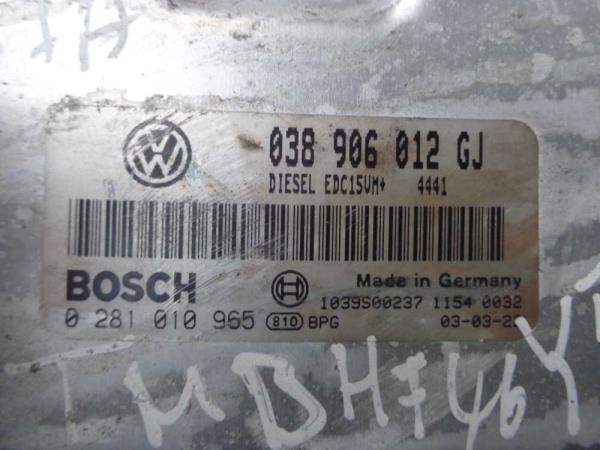 038 906 012 GJ
DIESEL EDC15VM+ 4441
BOSCH Made in Germany
1039S00237 1154 0032
0 281 010 965 810 BPG 03-03-2
TMBHF46Y